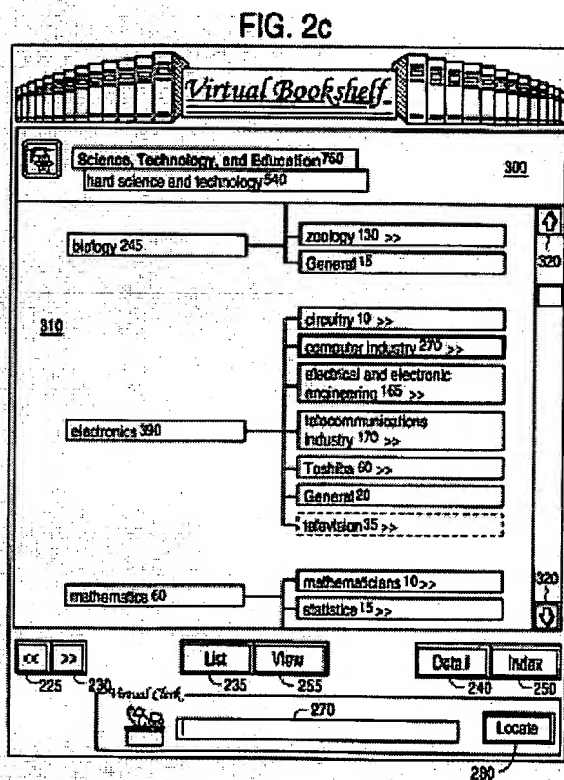 FIG. 2c
Virtual Bookshelf
Science, Technology, and Education 760
hard science and technology 540
300
zoology 130 >>
biology 245
General 15
320
310
circuitry 10 >>
computer industry 270 >>
electrical and electronic
engineering 165 >>
telecommunications
industry 170 >>
electronics 390
Toshiba 60 >>
General 20
television 35 >>
320
mathematicians 10 >>
mathematics 60
statistics 15 >>
<< >> List View Detail Index
225 230 235 255 240 250
Virtual Clerk
270
Locate
280